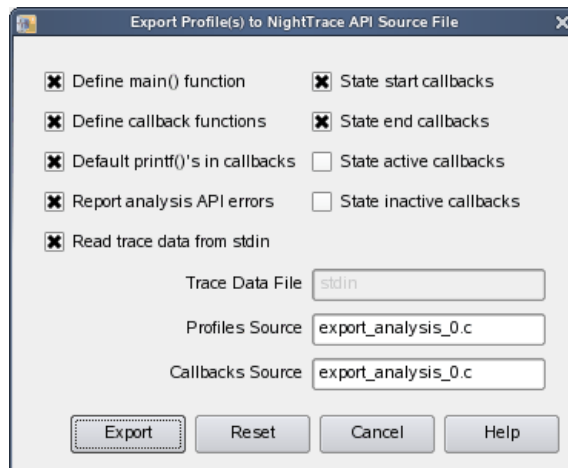 Export Profile(s) to NightTrace API Source File
Define main() function State start callbacks
Define callback functions State end callbacks
Default printf()'s in callbacks State active callbacks
Report analysis API errors State inactive callbacks
Read trace data from stdin
Trace Data File stdin
Profiles Source export_analysis_0.c
Callbacks Source export_analysis_0.c
Export Reset Cancel Help